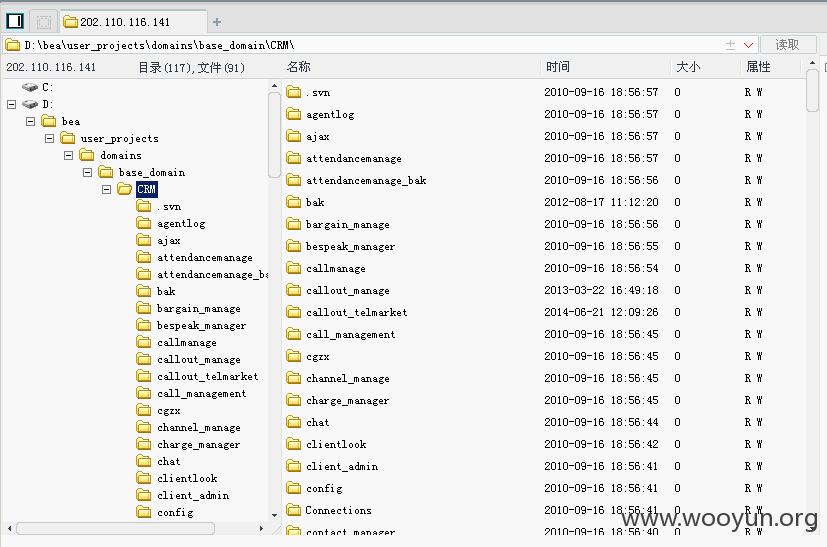 202.110.116.141
D:\bea\user_projects\domains\base_domain\CRM\
读取
202.110.116.141 目录(117),文件(91)
名称 时间 大小 属性
C:
D:
bea
user_projects
domains
base_domain
CRM
.svn
agentlog
ajax
attendancemanage
attendancemanage_ba
bak
bargain_manage
bespeak_manager
callmanage
callout_manage
callout_telmarket
call_management
cgzx
channel_manage
charge_manager
chat
clientlook
client_admin
config
.svn 2010-09-16 18:56:57 0 R W
agentlog 2010-09-16 18:56:57 0 R W
ajax 2010-09-16 18:56:57 0 R W
attendancemanage 2010-09-16 18:56:57 0 R W
attendancemanage_bak 2010-09-16 18:56:56 0 R W
bak 2012-08-17 11:12:20 0 R W
bargain_manage 2010-09-16 18:56:56 0 R W
bespeak_manager 2010-09-16 18:56:55 0 R W
callmanage 2010-09-16 18:56:54 0 R W
callout_manage 2013-03-22 16:49:18 0 R W
callout_telmarket 2014-06-21 12:09:26 0 R W
call_management 2010-09-16 18:56:45 0 R W
cgzx 2010-09-16 18:56:45 0 R W
channel_manage 2010-09-16 18:56:45 0 R W
charge_manager 2010-09-16 18:56:45 0 R W
chat 2010-09-16 18:56:44 0 R W
clientlook 2010-09-16 18:56:42 0 R W
client_admin 2010-09-16 18:56:41 0 R W
config 2010-09-16 18:56:41 0 R W
Connections 2010-09-16 18:56:41 0 R W
contact_manager 2010-09-16 18:56:40 0 R W
www.wooyun.org